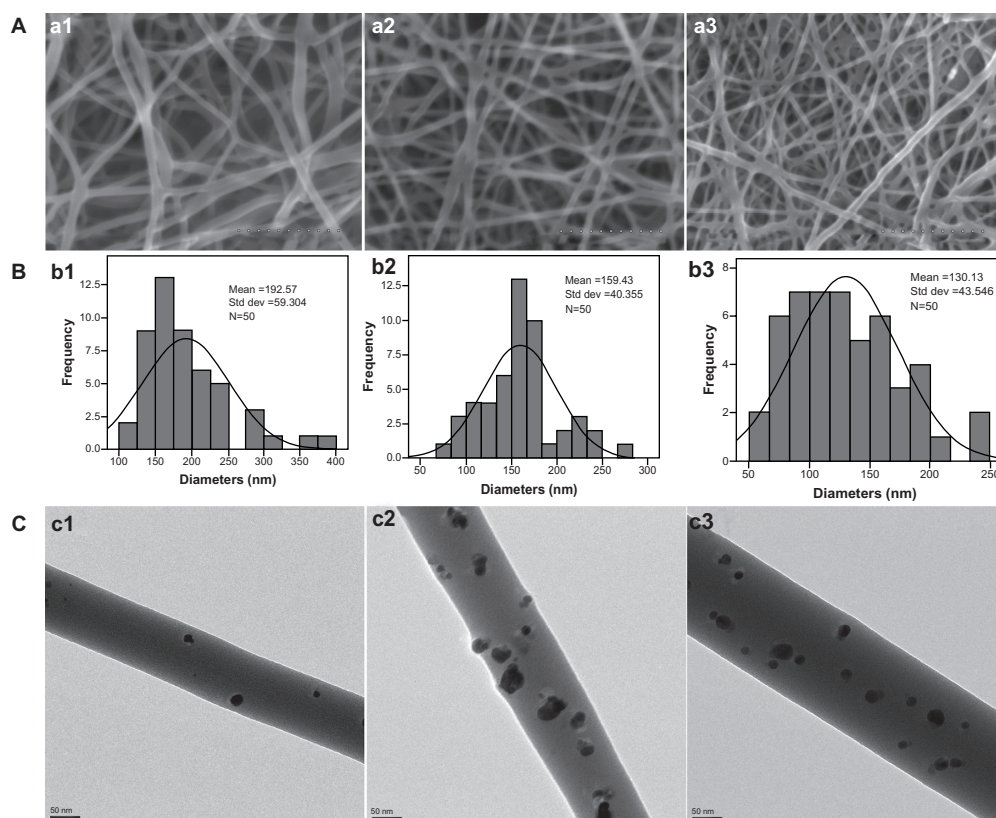 A
a1
a2
a3
B
b1
Mean =192.57
Std dev =59.304
N=50
Frequency
12.5
10.0
7.5
5.0
2.5
0.0
100 150 200 250 300 350 400
Diameters (nm)
b2
Mean =159.43
Std dev =40.355
N=50
Frequency
12.5
10.0
7.5
5.0
2.5
0.0
50 100 150 200 250 300
Diameters (nm)
b3
Mean =130.13
Std dev =43.546
N=50
Frequency
8
6
4
2
0
50 100 150 200 250
Diameters (nm)
C
c1
50 nm
c2
50 nm
c3
50 nm